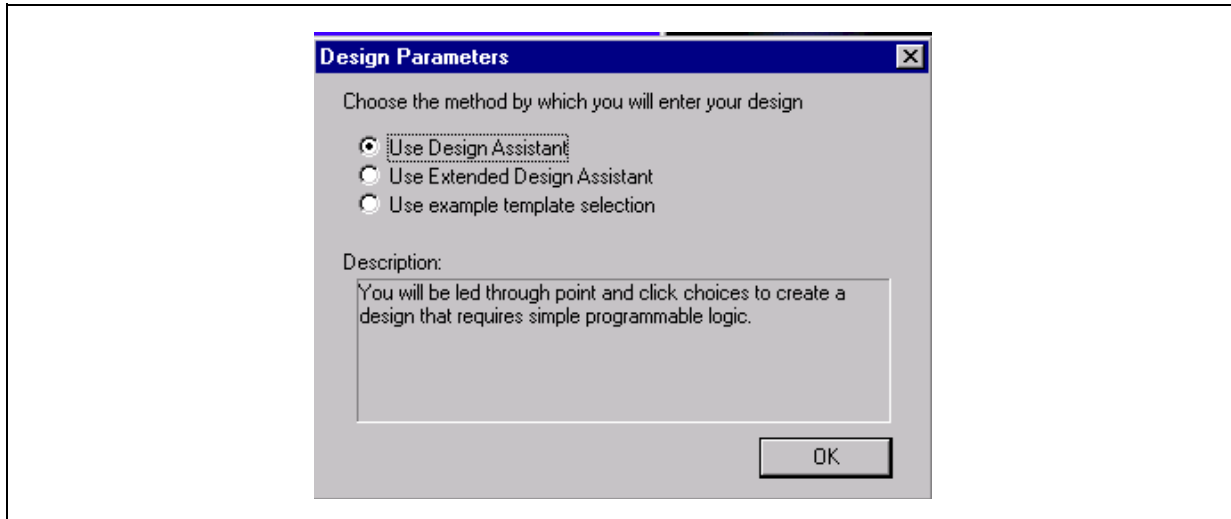 Design Parameters
Choose the method by which you will enter your design
Use Design Assistant
Use Extended Design Assistant
Use example template selection
Description:
You will be led through point and click choices to create a
design that requires simple programmable logic.
OK